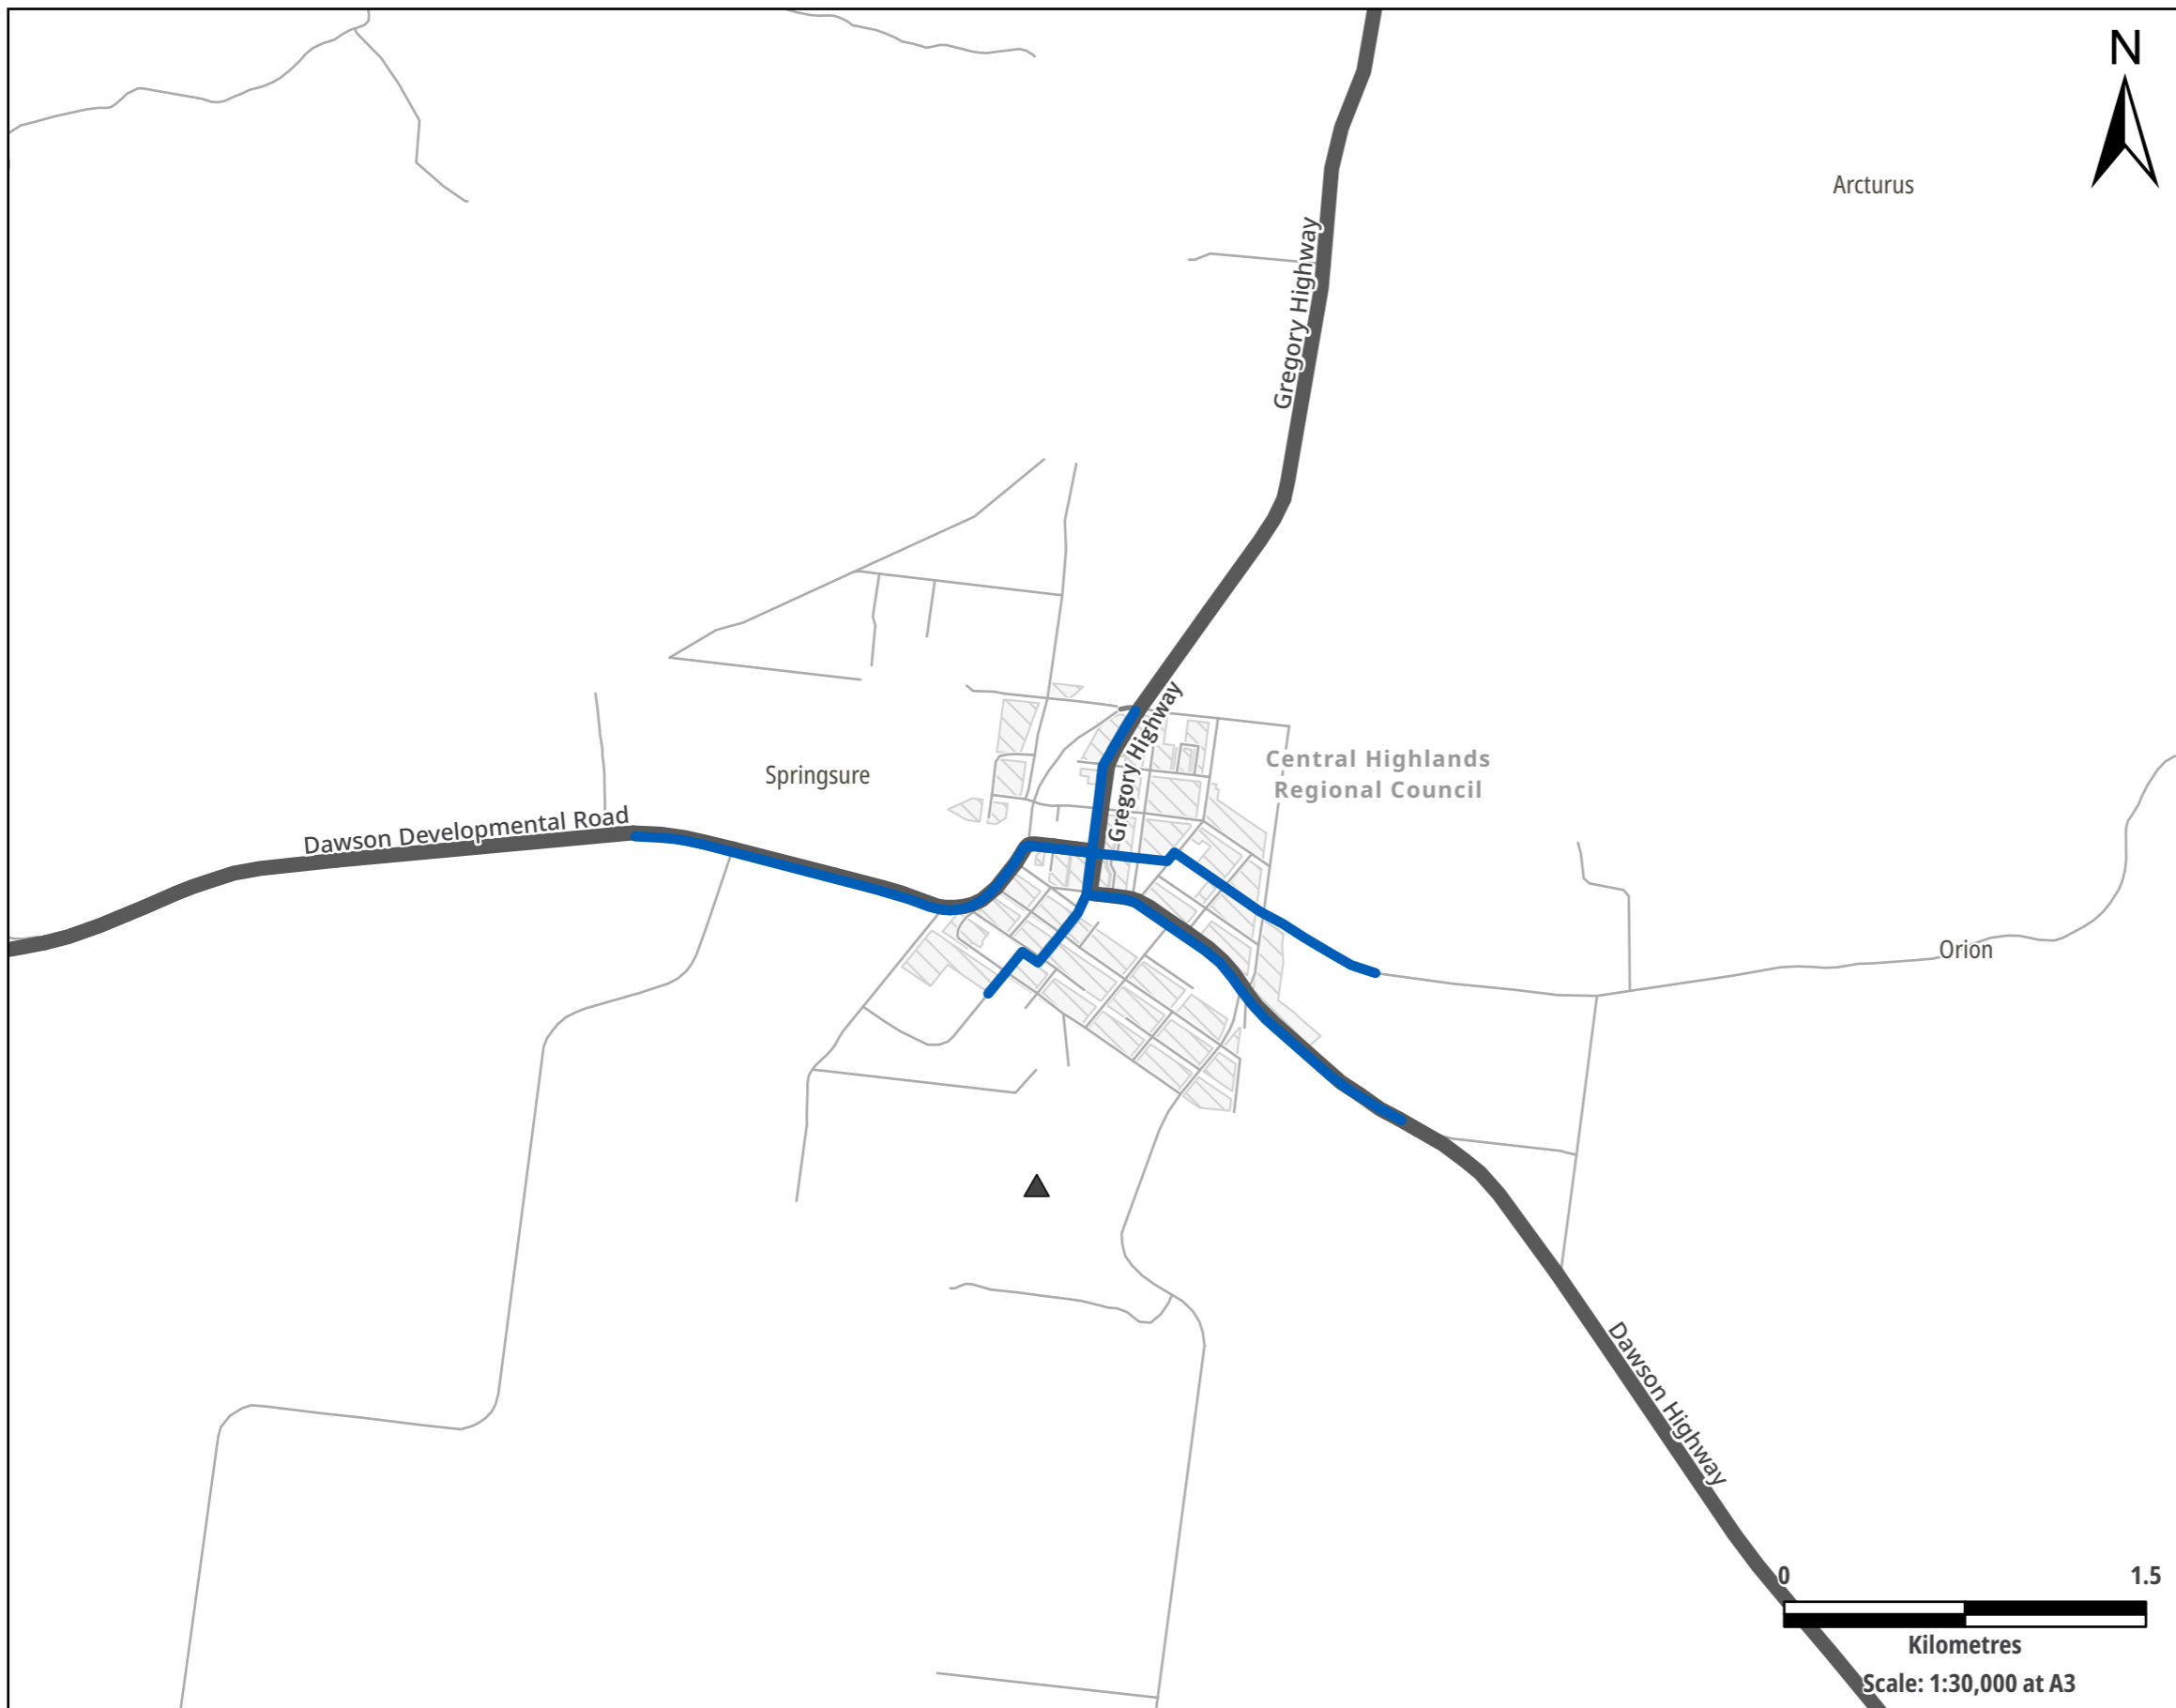 N
Arcturus
Gregory Highway
Gregory Highway
Central Highlands
Regional Council
Springsure
Dawson Developmental Road
Orion
Dawson Highway
0 1.5
Kilometres
Scale: 1:30,000 at A3